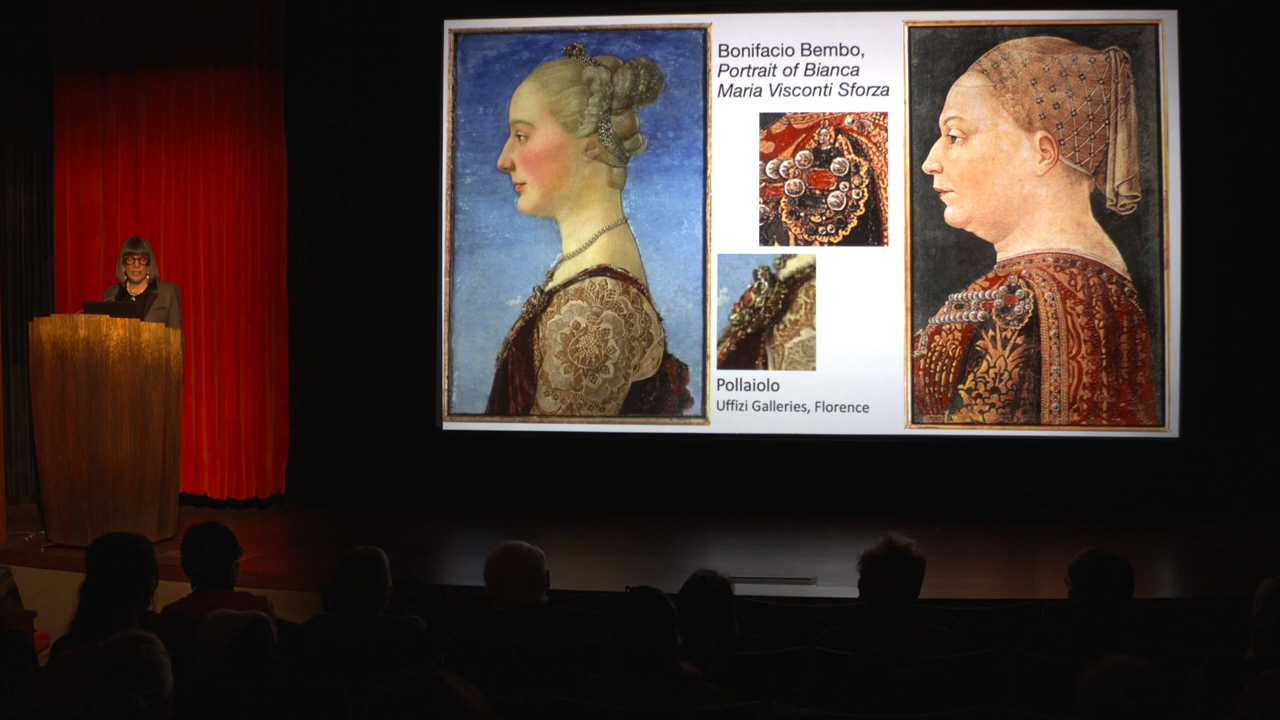 Bonifacio Bembo,
Portrait of Bianca
Maria Visconti Sforza
Pollaiolo
Uffizi Galleries, Florence